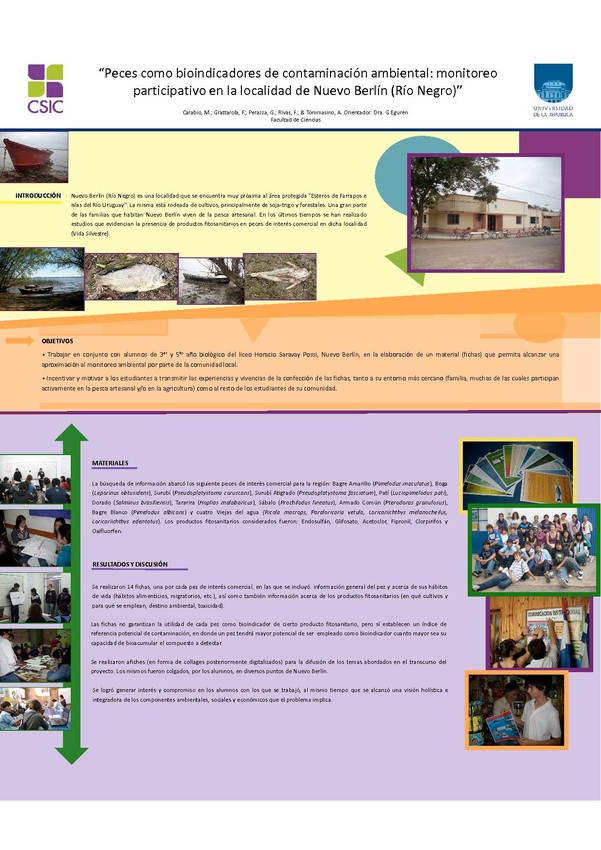 "Peces como bioindicadores de contaminación ambiental: monitoreo
participativo en la localidad de Nuevo Berlín (Río Negro)"
CSIC
UNIVERSIDAD
DE LA REPÚBLICA
Carabio, M.; Grattarola, F.; Perazza, G.; Rivas, F.; & Tommasino, A. Orientador: Dra. G Eguren
Facultad de Ciencias
INTRODUCCIÓN
Nuevo Berlín (Río Negro) es una localidad que se encuentra muy próxima al área protegida "Esteros de Farrapos e
islas del Río Uruguay". La misma está rodeada de cultivos, principalmente de soja-trigo y forestales. Una gran parte
de las familias que habitan Nuevo Berlín viven de la pesca artesanal. En los últimos tiempos se han realizado
estudios que evidencian la presencia de productos fitosanitarios en peces de interés comercial en dicha localidad
(Vida Silvestre).
OBJETIVOS
• Trabajar en conjunto con alumnos de 3er y 5to año biológico del liceo Horacio Saravay Possi, Nuevo Berlín, en la elaboración de un material (fichas) que permita alcanzar una
aproximación al monitoreo ambiental por parte de la comunidad local.
• Incentivar y motivar a los estudiantes a transmitir las experiencias y vivencias de la confección de las fichas, tanto a su entorno más cercano (familia, muchas de las cuales participan
activamente en la pesca artesanal y/o en la agricultura) como al resto de los estudiantes de su comunidad.
MATERIALES
La búsqueda de información abarcó los siguiente peces de interés comercial para la región: Bagre Amarillo (Pimelodus maculatus), Boga
(Leporinus obtusidens), Surubí (Pseudoplatystoma coruscans), Surubí Atigrado (Pseudoplatystoma fasciatum), Patí (Luciopimelodus pati),
Dorado (Salminus brasiliensis), Tararira (Hoplias malabaricus), Sábalo (Prochilodus lineatus), Armado Común (Pterodoras granulosus),
Bagre Blanco (Pimelodus albicans) y cuatro Viejas del agua (Ricola macrops, Paraloricaria vetula, Loricariichthys melanocheilus,
Loricariichthys edentatus). Los productos fitosanitarios considerados fueron: Endosulfán, Glifosato, Acetoclor, Fipronil, Clorpirifos y
Oxifluorfen.
RESULTADOS Y DISCUSIÓN
Se realizaron 14 fichas, una por cada pez de interés comercial, en las que se incluyó: información general del pez y acerca de sus hábitos
de vida (hábitos alimenticios, migratorios, etc.), así como también información acerca de los productos fitosanitarios (en qué cultivos y
para qué se emplean, destino ambiental, toxicidad).
Las fichas no garantizan la utilidad de cada pez como bioindicador de cierto producto fitosanitario, pero si establecen un índice de
referencia potencial de contaminación, en donde un pez tendrá mayor potencial de ser empleado como bioindicador cuanto mayor sea su
capacidad de bioacumular el compuesto a detectar.
Se realizaron afiches (en forma de collages posteriormente digitalizados) para la difusión de los temas abordados en el transcurso del
proyecto. Los mismos fueron colgados, por los alumnos, en diversos puntos de Nuevo Berlín.
Se logró generar interés y compromiso en los alumnos con los que se trabajó, al mismo tiempo que se alcanzó una visión holística e
integradora de los componentes ambientales, sociales y económicos que el problema implica.